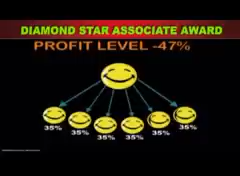 DIAMOND STAR ASSOCIATE AWARD
PROFIT LEVEL -47%
35% 35% 35% 35% 35% 35%